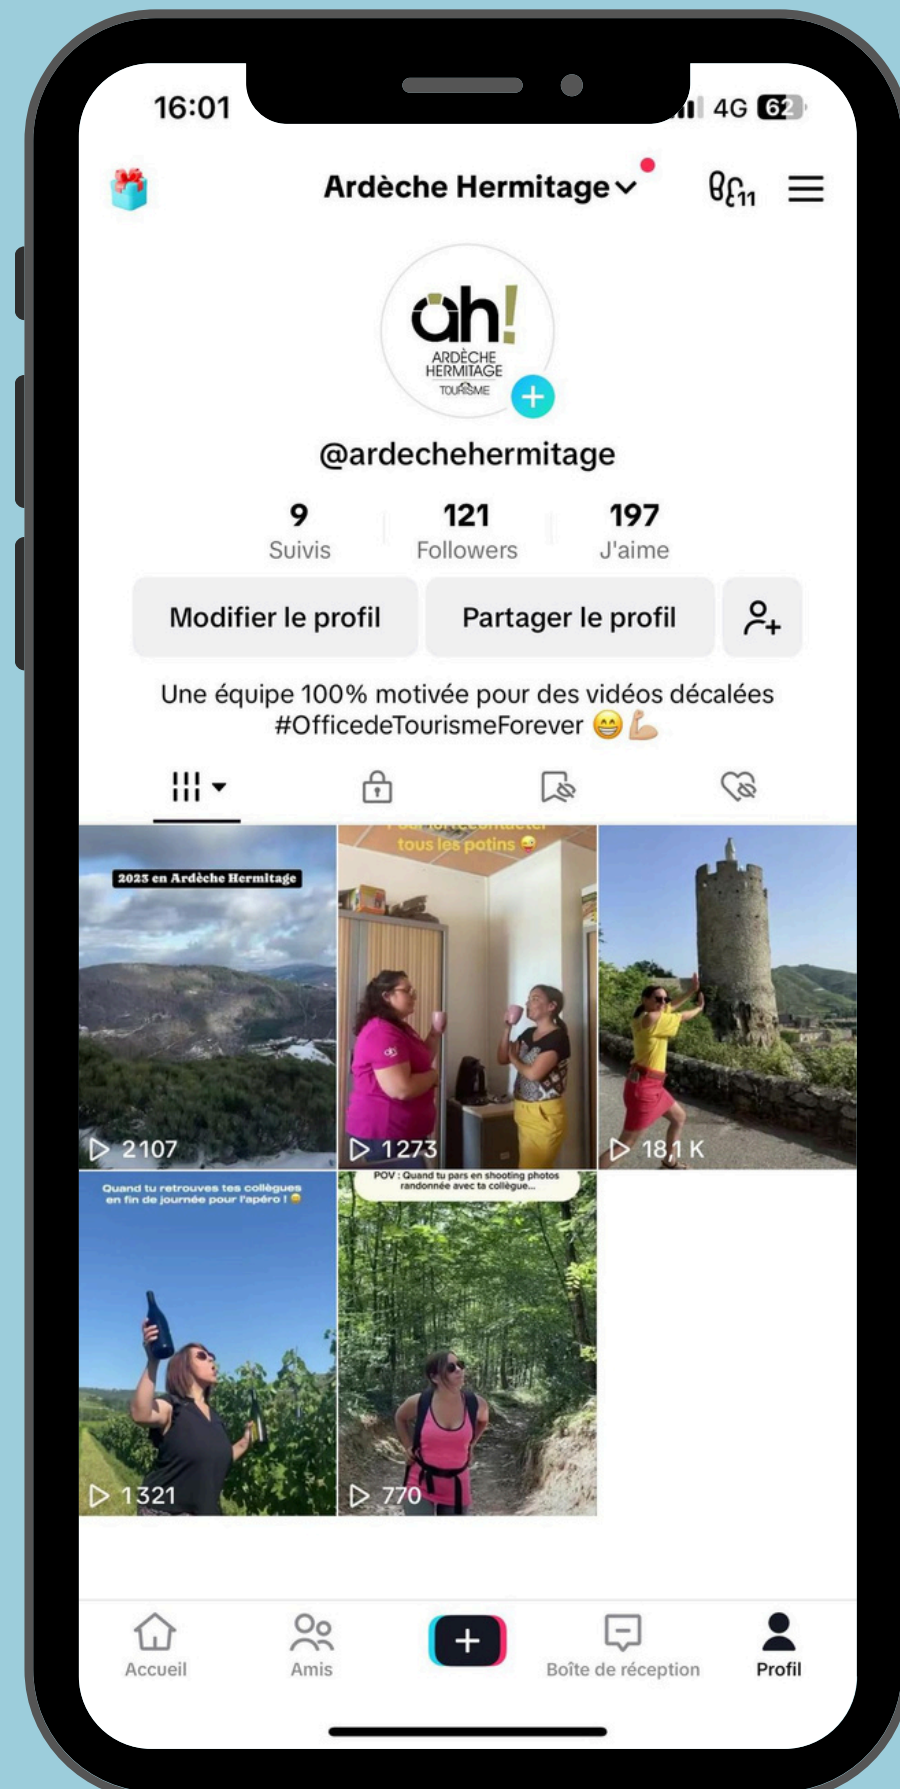 16:01
4G 62
Ardèche Hermitage
11
ah!
ARDÈCHE
HERMITAGE
TOURISME
@ardechehermitage
9 121 197
Suivis Followers J'aime
Modifier le profil Partager le profil
Une équipe 100% motivée pour des vidéos décalées
#OfficedeTourismeForever 😁💪🏼
2023 en Ardèche Hermitage
2107
tous les potins 😜
1273
18,1 K
Quand tu retrouves tes collègues
en fin de journée pour l'apéro ! 😄
1321
POV : Quand tu pars en shooting photos
randonnée avec ta collègue...
770
Accueil Amis Boîte de réception Profil